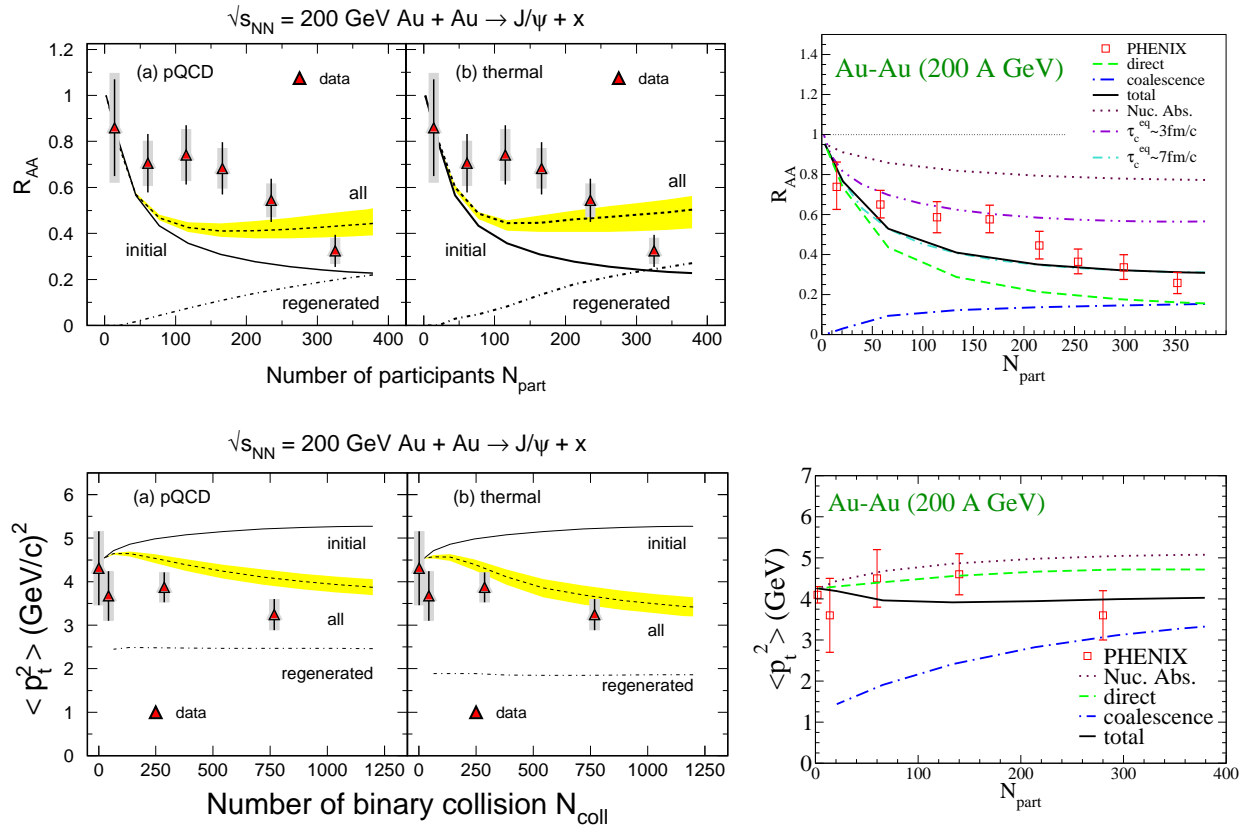 √s_NN = 200 GeV Au + Au → J/ψ + x
R_AA
1.2
1
0.8
0.6
0.4
0.2
0
(a) pQCD
data
all
initial
regenerated
0 100 200 300 400
(b) thermal
data
all
initial
regenerated
0 100 200 300 400
Number of participants N_part
R_AA
1.4
1.2
1
0.8
0.6
0.4
0.2
0
Au-Au (200 A GeV)
PHENIX
direct
coalescence
total
Nuc. Abs.
τ_c^eq~3fm/c
τ_c^eq~7fm/c
0 50 100 150 200 250 300 350 400
N_part
√s_NN = 200 GeV Au + Au → J/ψ + x
< p_t^2 > (GeV/c)^2
6
5
4
3
2
1
0
(a) pQCD
initial
all
regenerated
data
0 250 500 750 1000 1250
(b) thermal
initial
all
regenerated
data
0 250 500 750 1000 1250
Number of binary collision N_coll
<p_t^2> (GeV)
7
6
5
4
3
2
1
0
Au-Au (200 A GeV)
PHENIX
Nuc. Abs.
direct
coalescence
total
0 100 200 300 400
N_part